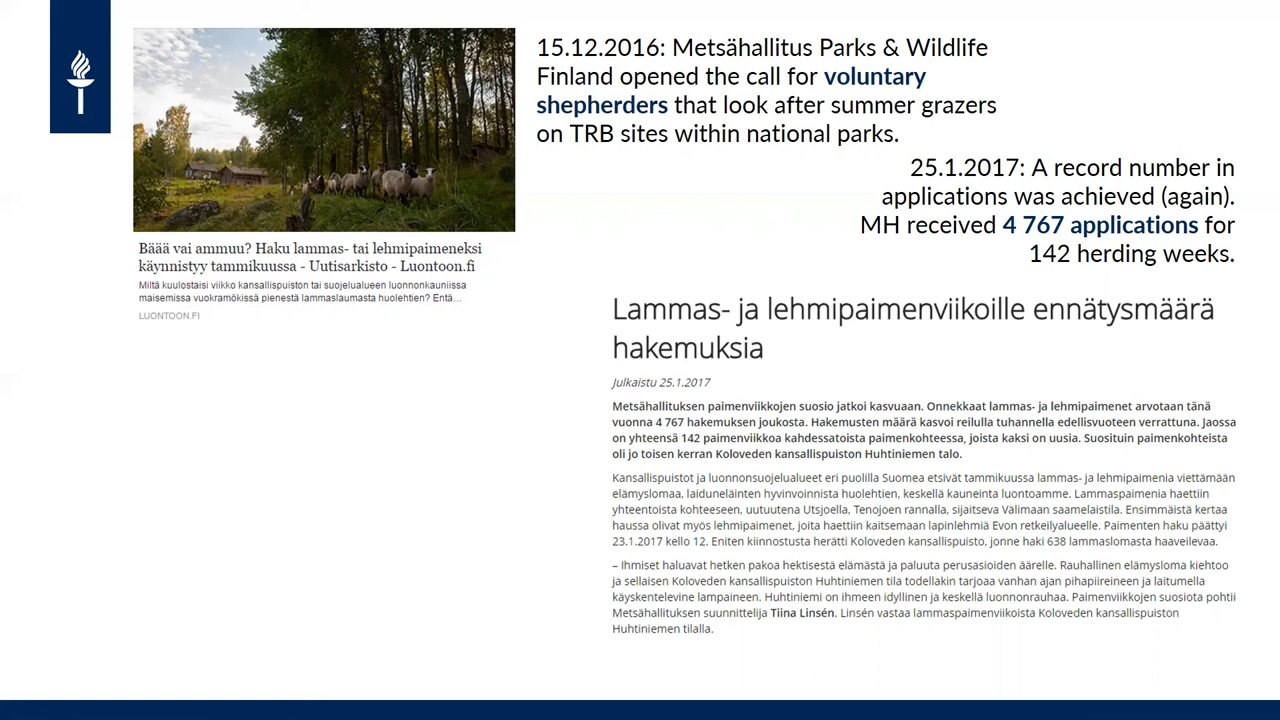 15.12.2016: Metsähallitus Parks & Wildlife
Finland opened the call for voluntary
shepherders that look after summer grazers
on TRB sites within national parks.
25.1.2017: A record number in
applications was achieved (again).
MH received 4 767 applications for
142 herding weeks.
Bäää vai ammuu? Haku lammas- tai lehmipaimeneksi
käynnistyy tammikuussa - Uutisarkisto - Luontoon.fi
Miltä kuulostaisi viikko kansallispuiston tai suojelualueen luonnonkauniissa
maisemissa vuokramökissä pienestä lammaslaumasta huolehtien? Entä…
LUONTOON.FI
Lammas- ja lehmipaimenviikoille ennätysmäärä
hakemuksia
Julkaistu 25.1.2017
Metsähallituksen paimenviikkojen suosio jatkoi kasvuaan. Onnekkaat lammas- ja lehmipaimenet arvotaan tänä
vuonna 4 767 hakemuksen joukosta. Hakemusten määrä kasvoi reilulla tuhannella edellisvuoteen verrattuna. Jaossa
on yhteensä 142 paimenviikkoa kahdessatoista paimenkohteessa, joista kaksi on uusia. Suosituin paimenkohteista
oli jo toisen kerran Koloveden kansallispuiston Huhtiniemen talo.
Kansallispuistot ja luonnonsuojelualueet eri puolilla Suomea etsivät tammikuussa lammas- ja lehmipaimenia viettämään
elämyslomaa, laiduneläinten hyvinvoinnista huolehtien, keskellä kauneinta luontoamme. Lammaspaimenia haettiin
yhteentoista kohteeseen, uutuutena Utsjoella, Tenojoen rannalla, sijaitseva Välimaan saamelaistila. Ensimmäistä kertaa
haussa olivat myös lehmipaimenet, joita haettiin kaitsemaan lapinlehmiä Evon retkeilyalueelle. Paimenten haku päättyi
23.1.2017 kello 12. Eniten kiinnostusta herätti Koloveden kansallispuisto, jonne haki 638 lammaslomasta haaveilevaa.
– Ihmiset haluavat hetken pakoa hektisestä elämästä ja paluuta perusasioiden äärelle. Rauhallinen elämysloma kiehtoo
ja sellaisen Koloveden kansallispuiston Huhtiniemen tila todellakin tarjoaa vanhan ajan pihapiireineen ja laitumella
käyskentelevine lampaineen. Huhtiniemi on ihmeen idyllinen ja keskellä luonnonrauhaa. Paimenviikkojen suosiota pohtii
Metsähallituksen suunnittelija Tiina Linsén. Linsén vastaa lammaspaimenviikoista Koloveden kansallispuiston
Huhtiniemen tilalla.